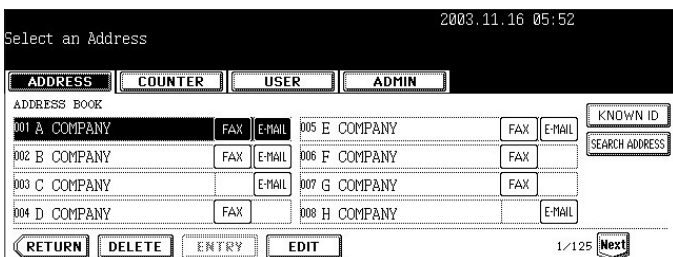 2003.11.16 05:52
Select an Address
ADDRESS COUNTER USER ADMIN
ADDRESS BOOK
KNOWN ID
001 A COMPANY FAX E-MAIL 005 E COMPANY FAX E-MAIL
SEARCH ADDRESS
002 B COMPANY FAX E-MAIL 006 F COMPANY FAX
003 C COMPANY E-MAIL 007 G COMPANY FAX
004 D COMPANY FAX 008 H COMPANY E-MAIL
RETURN DELETE ENTRY EDIT 1/125 Next